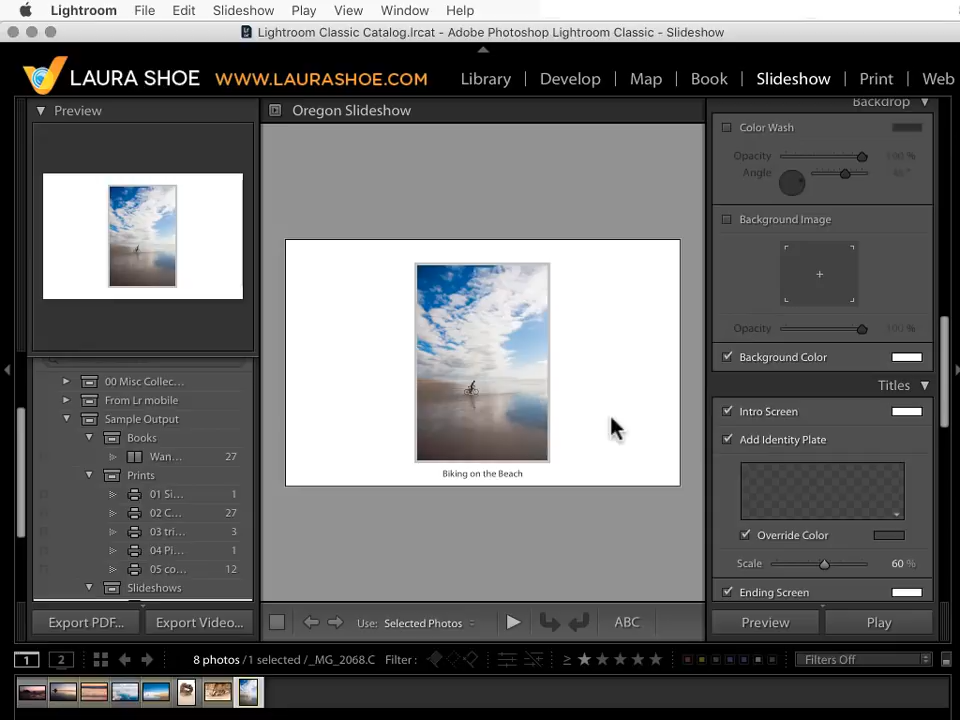 Lightroom File Edit Slideshow Play View Window Help
Lightroom Classic Catalog.lrcat - Adobe Photoshop Lightroom Classic - Slideshow
LAURA SHOE WWW.LAURASHOE.COM Library | Develop | Map | Book | Slideshow | Print | Web
Preview
Oregon Slideshow
Backdrop
Color Wash
Opacity 100 %
Angle
Background Image
Opacity 100 %
Background Color
Titles
Intro Screen
Add Identity Plate
Override Color
Scale 60 %
Ending Screen
Biking on the Beach
00 Misc Collec...
From Lr mobile
Sample Output
Books
Wan... 27
Prints
01 Si... 1
02 C... 27
03 tri... 3
04 Pi... 1
05 co... 12
Slideshows
Export PDF... Export Video...
Use: Selected Photos ABC
Preview Play
1 2 8 photos / 1 selected / _MG_2068.C Filter : ≥ ★★★★★ Filters Off